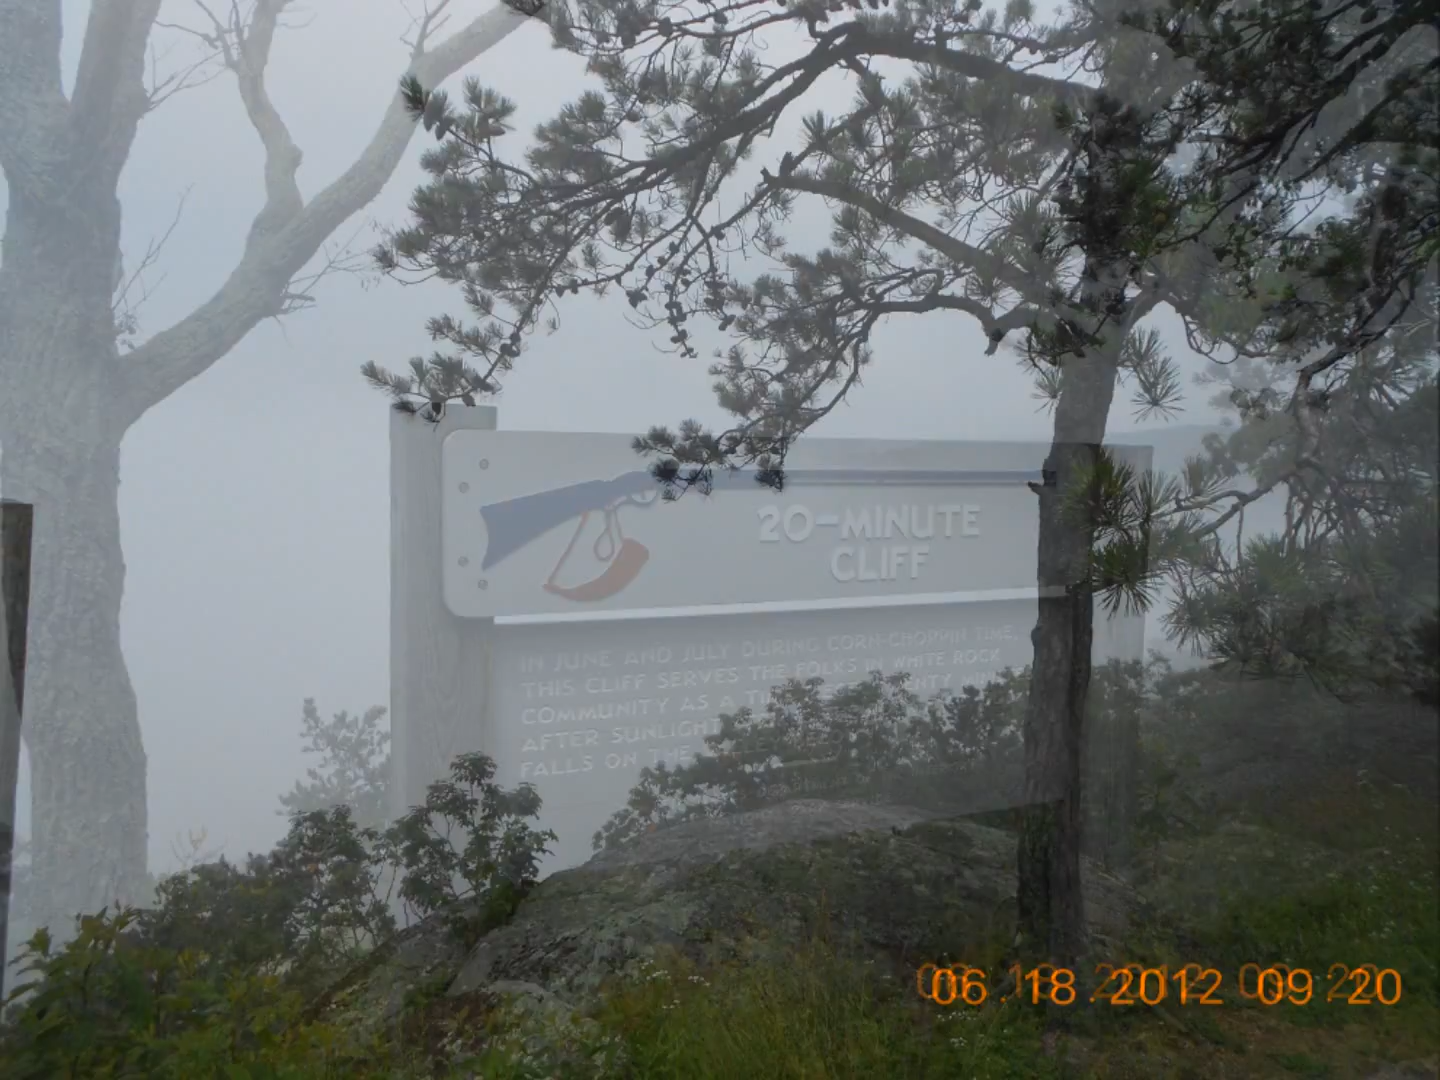 20-MINUTE
CLIFF
IN JUNE AND JULY DURING CORN-CHOPPIN TIME,
THIS CLIFF SERVES THE FOLKS IN WHITE ROCK
COMMUNITY AS A
AFTER SUNLIGHT
FALLS ON THE
06 18 2012 09 20